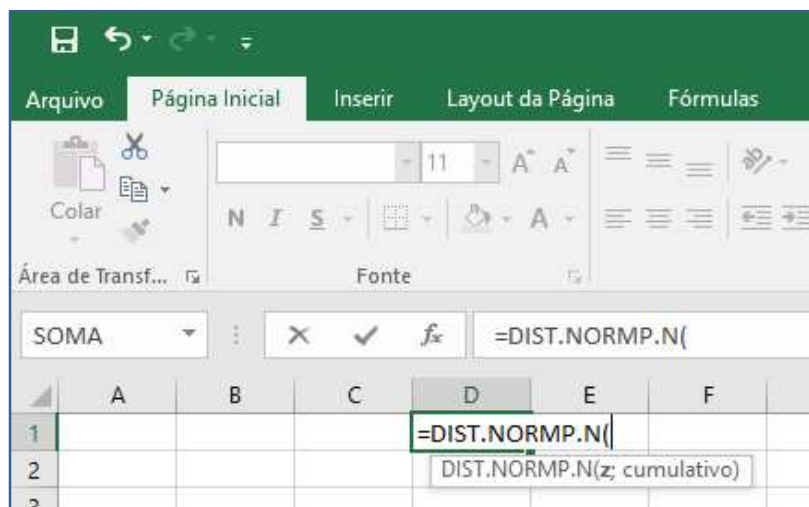 Arquivo Página Inicial Inserir Layout da Página Fórmulas
Colar
11 A A
N I S A
Área de Transf... Fonte
SOMA fx =DIST.NORMP.N(
A B C D E F
1 =DIST.NORMP.N(
2 DIST.NORMP.N(z; cumulativo)
3